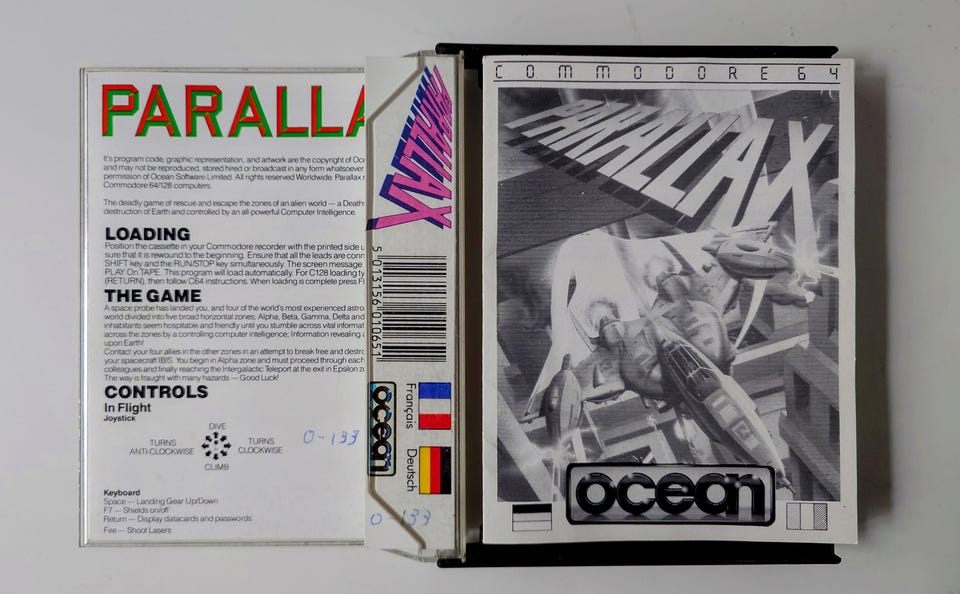 PARALLA
It's program code, graphic representation, and artwork are the copyright of Oce
and may not be reproduced, stored hired or broadcast in any form whatsoever
permission of Ocean Software Limited. All rights reserved Worldwide. Parallax
Commodore 64/128 computers.
The deadly game of rescue and escape the zones of an alien world — a Death
destruction of Earth and controlled by an all-powerful Computer Intelligence.
LOADING
Position the cassette in your Commodore recorder with the printed side
sure that it is rewound to the beginning. Ensure that all the leads are conn
SHIFT key and the RUN/STOP key simultaneously. The screen message
PLAY On TAPE. This program will load automatically. For C128 loading
(RETURN), then follow C64 instructions. When loading is complete press
THE GAME
A space probe has landed you, and four of the world's most experienced astro
world divided into five broad horizontal zones; Alpha, Beta, Gamma, Delta and
inhabitants seem hospitable and friendly until you stumble across vital informat
across the zones by a controlling computer intelligence; Information revealing
upon Earth!
Contact your four allies in the other zones in an attempt to break free and destr
your spacecraft IBIS. You begin in Alpha zone and must proceed through each
colleagues and finally reaching the Intergalactic Teleport at the exit in Epsilon
The way is fraught with many hazards — Good Luck!
CONTROLS
In Flight
Joystick
DIVE
TURNS ANTI-CLOCKWISE
TURNS CLOCKWISE
CLIMB
0-133
Keyboard
Space — Landing Gear Up/Down
F7 — Shields on/off
Return — Display datacards and passwords
Fire — Shoot Lasers
PARALLAX
5 013156 010651
ocean
Français
Deutsch
0-133
COMMODORE 64
PARALLAX
ocean